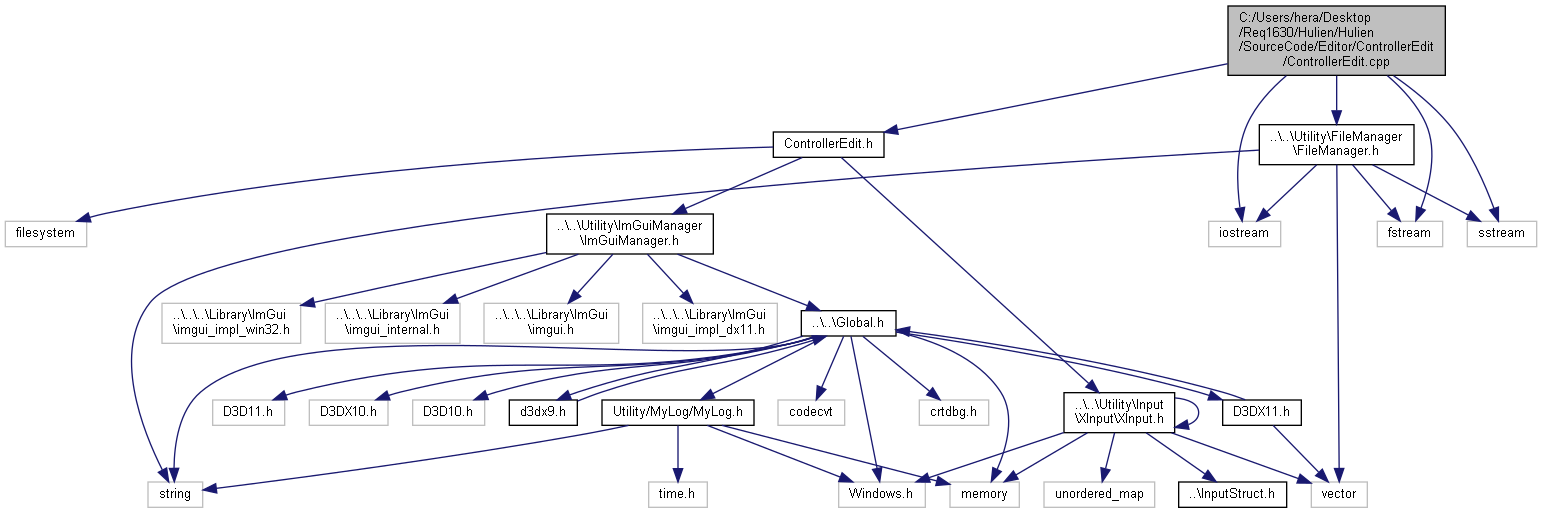 C:/Users/hera/Desktop
/Req1630/Hulien/Hulien
/SourceCode/Editor/ControllerEdit
/ControllerEdit.cpp
ControllerEdit.h
..\..\Utility\FileManager
\FileManager.h
filesystem
..\..\Utility\ImGuiManager
\ImGuiManager.h
iostream
fstream
sstream
..\..\..\Library\ImGui
\imgui_impl_win32.h
..\..\..\Library\ImGui
\imgui_internal.h
..\..\..\Library\ImGui
\imgui.h
..\..\..\Library\ImGui
\imgui_impl_dx11.h
..\..\Global.h
D3D11.h
D3DX10.h
D3D10.h
d3dx9.h
Utility/MyLog/MyLog.h
codecvt
crtdbg.h
..\..\Utility\Input
\XInput\XInput.h
D3DX11.h
string
time.h
Windows.h
memory
unordered_map
..\InputStruct.h
vector